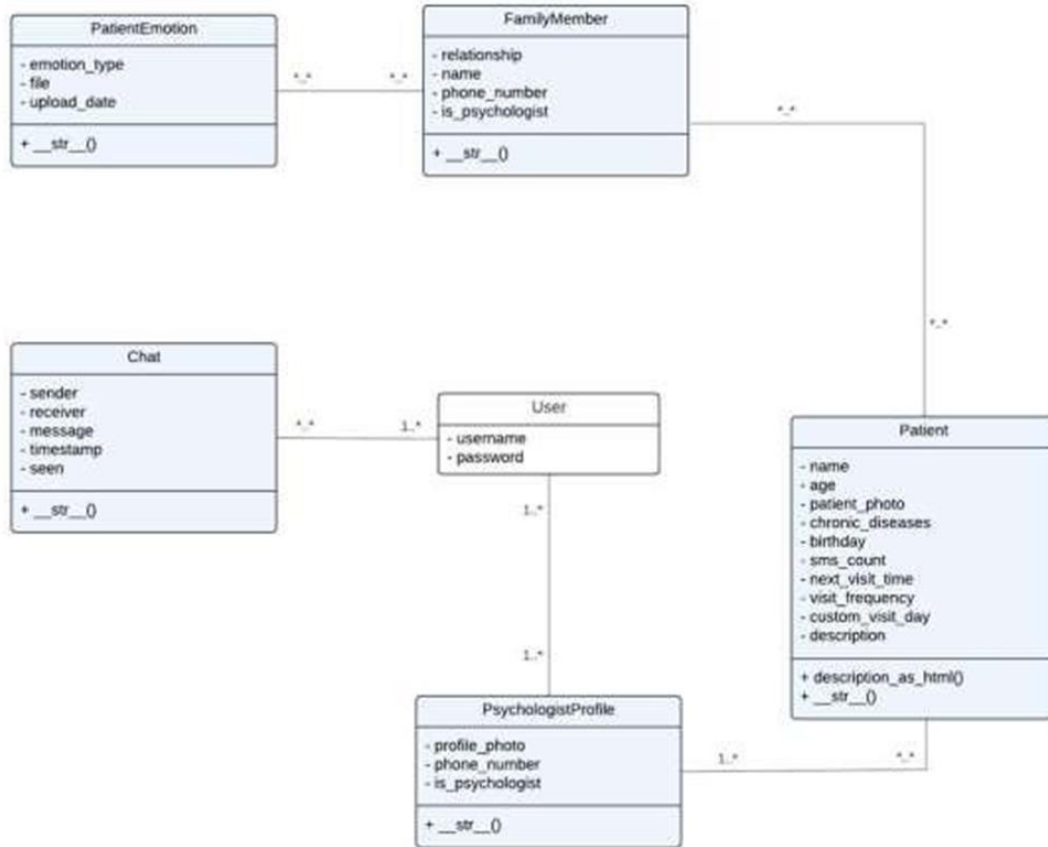 PatientEmotion
- emotion_type
- file
- upload_date
+ __str__()
*..*
*..*
FamilyMember
- relationship
- name
- phone_number
- is_psychologist
+ __str__()
*..*
*..*
Chat
- sender
- receiver
- message
- timestamp
- seen
+ __str__()
*..*
1..*
User
- username
- password
1..*
1..*
Patient
- name
- age
- patient_photo
- chronic_diseases
- birthday
- sms_count
- next_visit_time
- visit_frequency
- custom_visit_day
- description
+ description_as_html()
+ __str__()
PsychologistProfile
- profile_photo
- phone_number
- is_psychologist
+ __str__()
1..*
*..*